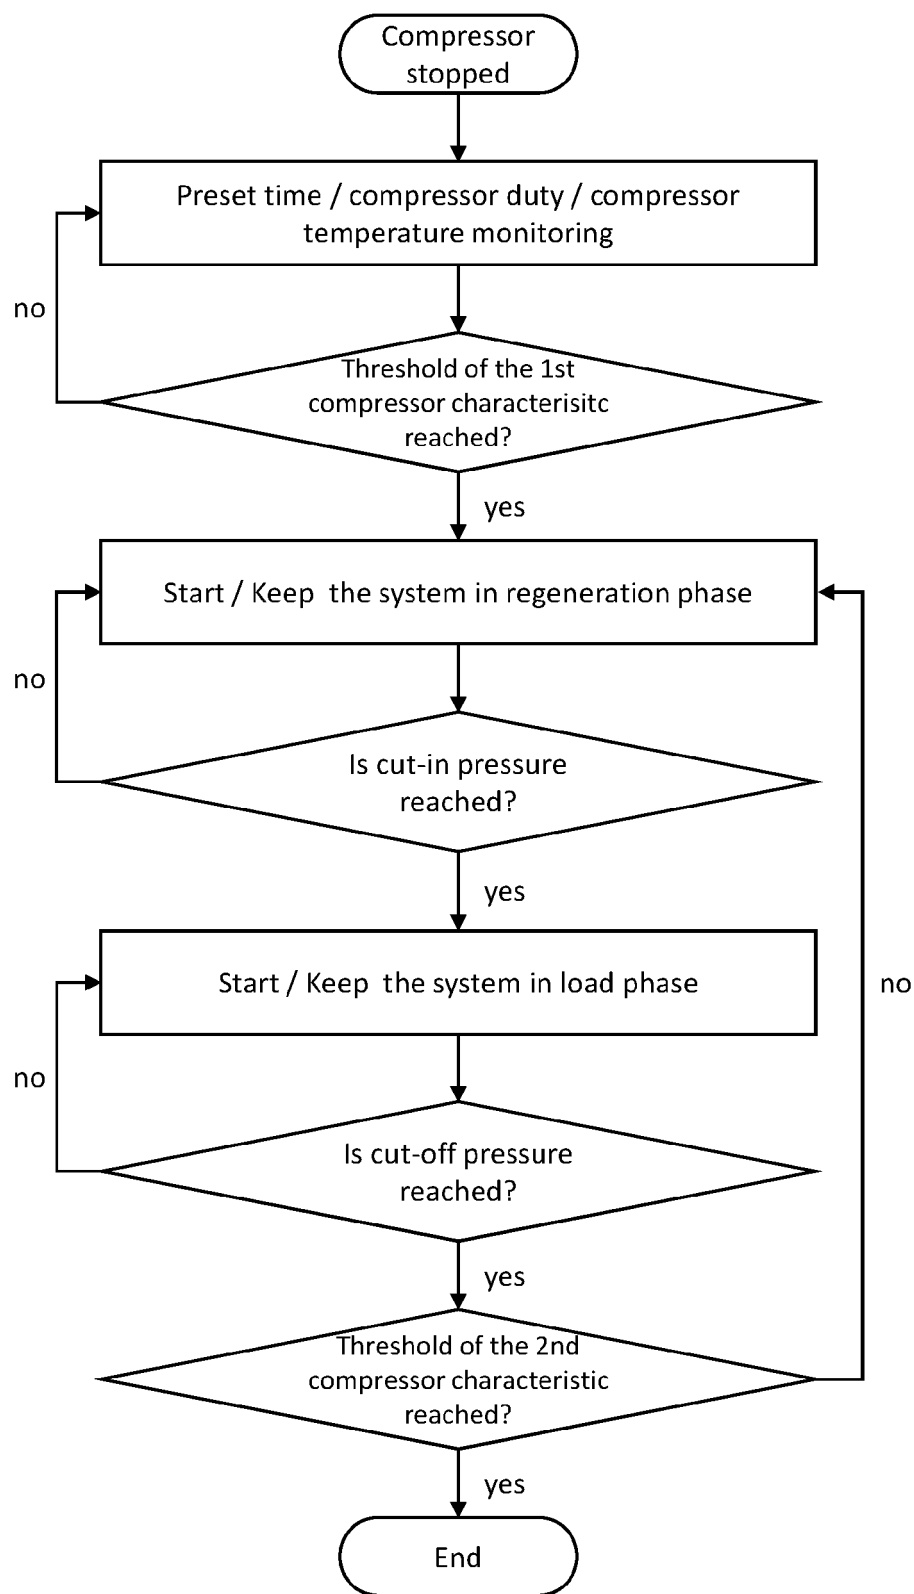 Compressor
stopped
Preset time / compressor duty / compressor
temperature monitoring
no
Threshold of the 1st
compressor characterisitc
reached?
yes
Start / Keep  the system in regeneration phase
no
Is cut-in pressure
reached?
yes
Start / Keep  the system in load phase
no
no
Is cut-off pressure
reached?
yes
Threshold of the 2nd
compressor characteristic
reached?
yes
End